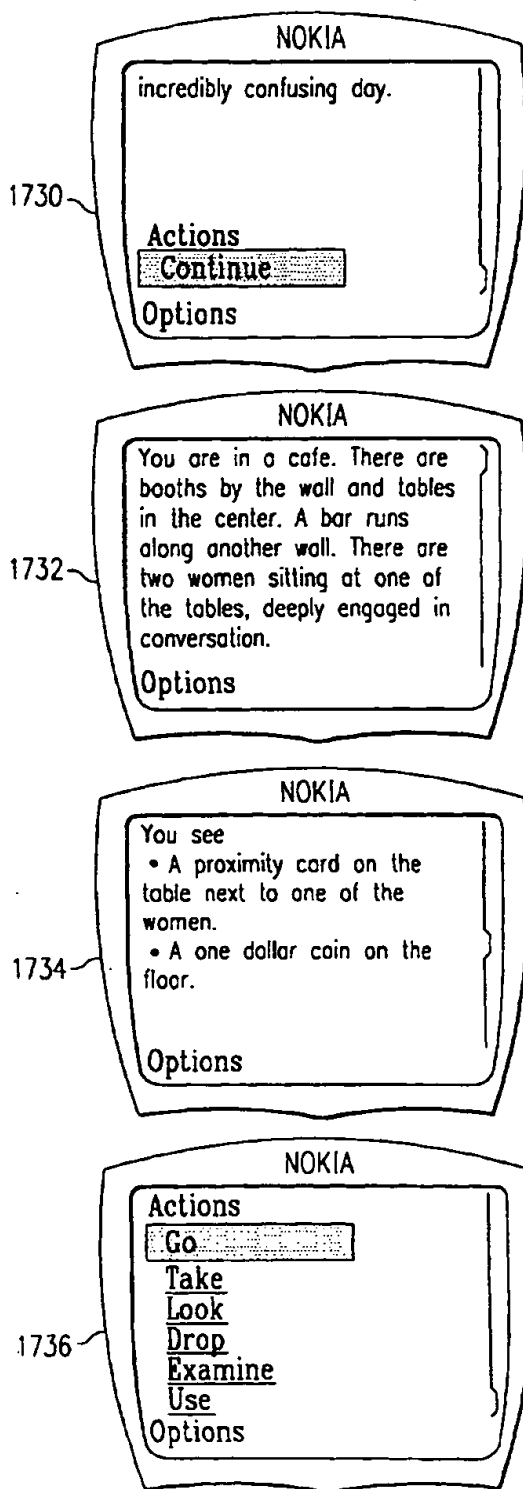 NOKIA
incredibly confusing day.
1730
Actions
Continue
Options
NOKIA
You are in a cafe. There are
booths by the wall and tables
in the center. A bar runs
along another wall. There are
1732
two women sitting at one of
the tables, deeply engaged in
conversation.
Options
NOKIA
You see
• A proximity card on the
table next to one of the
women.
• A one dollar coin on the
1734
floor.
Options
NOKIA
Actions
Go
Take
Look
Drop
1736
Examine
Use
Options